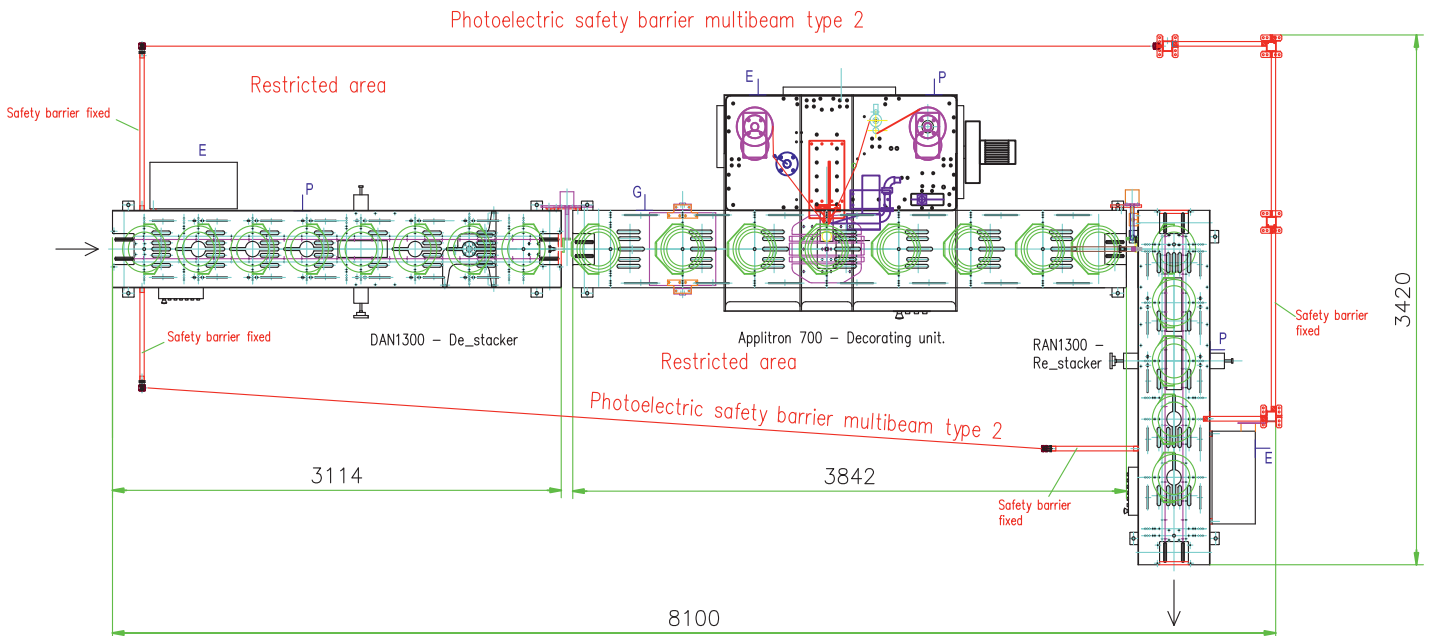 Photoelectric safety barrier multibeam type 2
Restricted area
E
P
Safety barrier fixed
E
P
G
3420
Safety barrier
fixed
Safety barrier fixed
DAN1300 - De_stacker
Applitron 700 - Decorating unit.
RAN1300 -
Re_stacker
P
Restricted area
Photoelectric safety barrier multibeam type 2
E
3114
3842
Safety barrier
fixed
8100